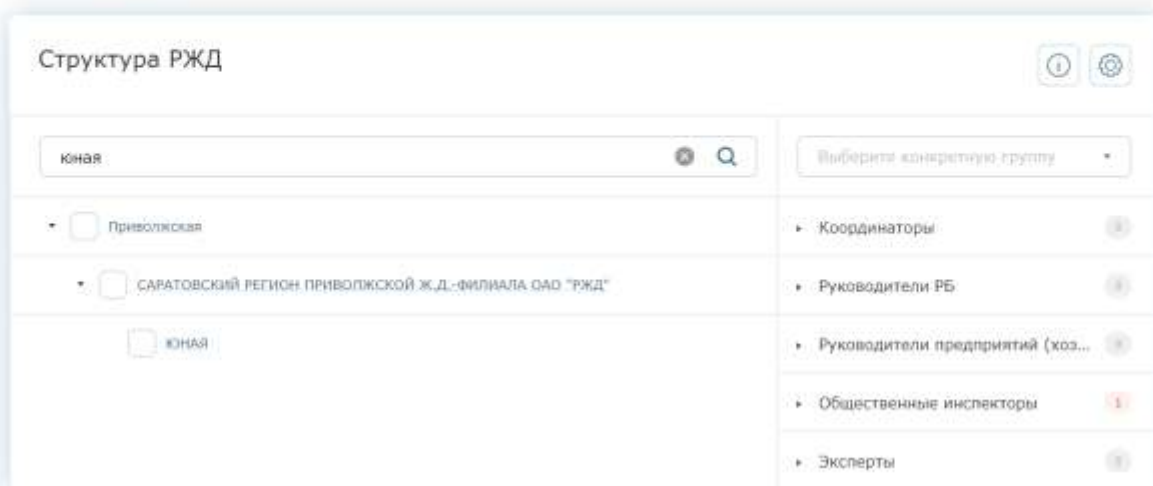 Структура РЖД
юная
Выберите конкретную группу
Приволжская
САРАТОВСКИЙ РЕГИОН ПРИВОЛЖСКОЙ Ж.Д.-ФИЛИАЛА ОАО "РЖД"
ЮНАЯ
Координаторы
Руководители РБ
Руководители предприятий (хоз...
Общественные инспекторы
1
Эксперты